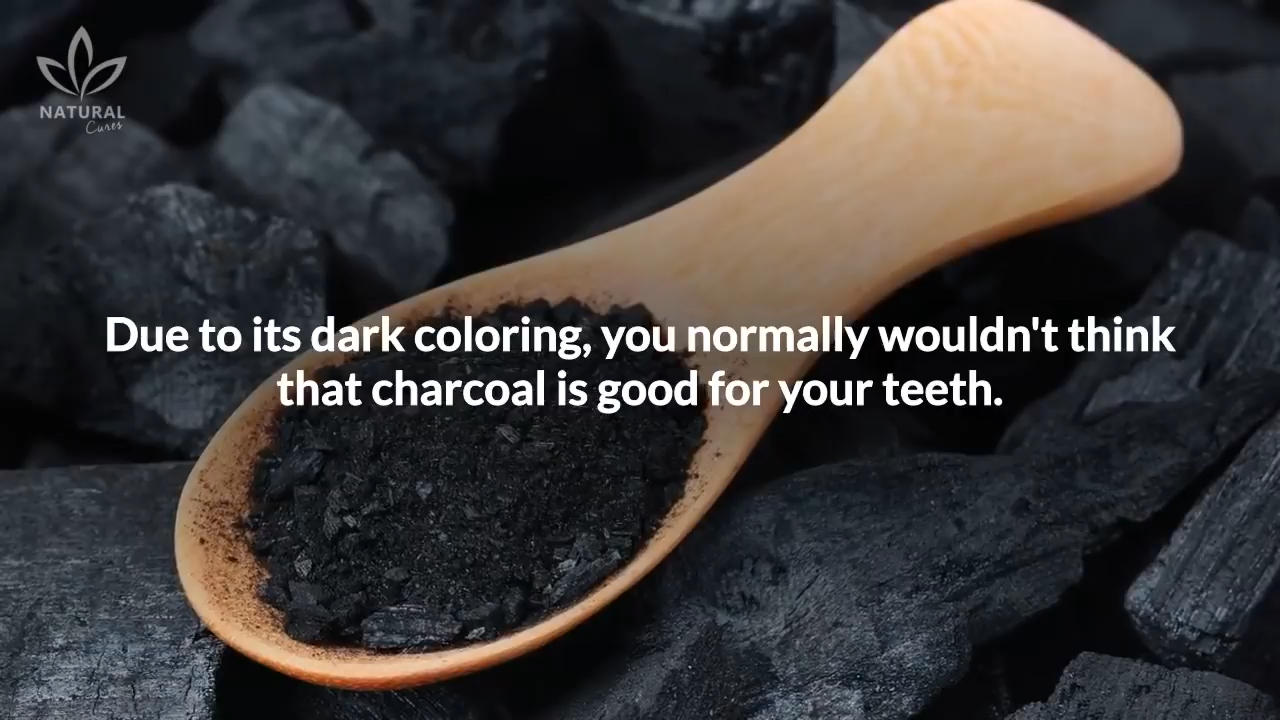 NATURAL
Cures
Due to its dark coloring, you normally wouldn't think
that charcoal is good for your teeth.